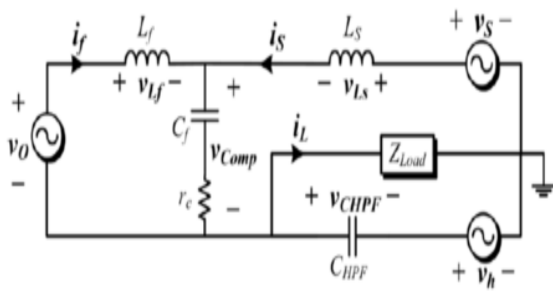 i_f L_f i_S L_S + v_S −
+ v_Lf − + − v_Ls +
+ C_f
v_O v_Comp i_L Z_Load
− r_c − + v_CHPF −
C_HPF + v_h −